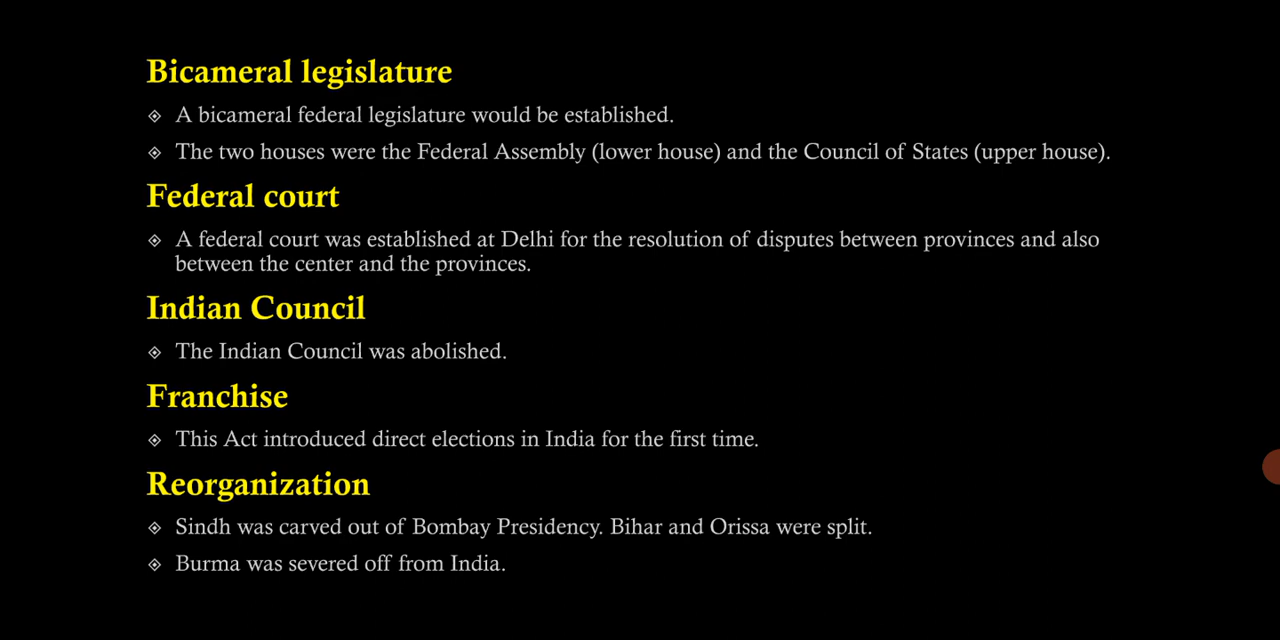 Bicameral legislature
A bicameral federal legislature would be established.
The two houses were the Federal Assembly (lower house) and the Council of States (upper house).
Federal court
A federal court was established at Delhi for the resolution of disputes between provinces and also
between the center and the provinces.
Indian Council
The Indian Council was abolished.
Franchise
This Act introduced direct elections in India for the first time.
Reorganization
Sindh was carved out of Bombay Presidency. Bihar and Orissa were split.
Burma was severed off from India.